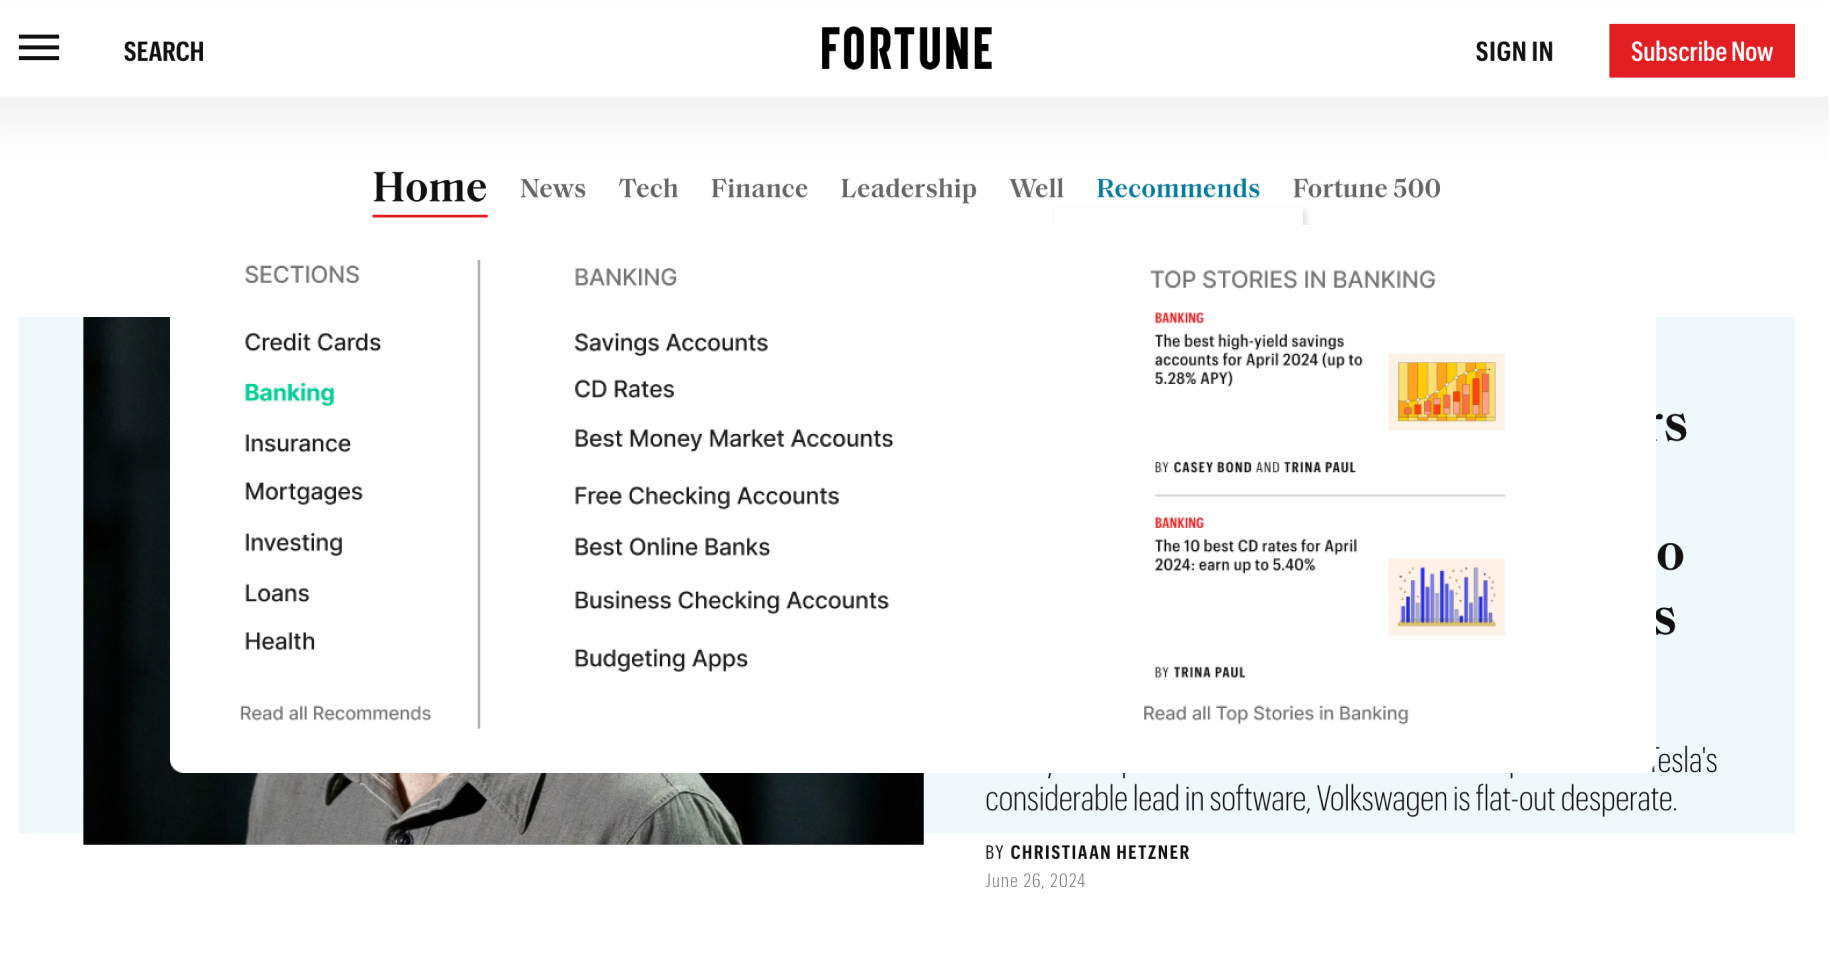 SEARCH
FORTUNE
SIGN IN
Subscribe Now
Home
News
Tech
Finance
Leadership
Well
Recommends
Fortune 500
SECTIONS
Credit Cards
Banking
Insurance
Mortgages
Investing
Loans
Health
Read all Recommends
BANKING
Savings Accounts
CD Rates
Best Money Market Accounts
Free Checking Accounts
Best Online Banks
Business Checking Accounts
Budgeting Apps
TOP STORIES IN BANKING
BANKING
The best high-yield savings
accounts for April 2024 (up to
5.28% APY)
BY CASEY BOND AND TRINA PAUL
BANKING
The 10 best CD rates for April
2024: earn up to 5.40%
BY TRINA PAUL
Read all Top Stories in Banking
Tesla's
considerable lead in software, Volkswagen is flat-out desperate.
BY CHRISTIAAN HETZNER
June 26, 2024